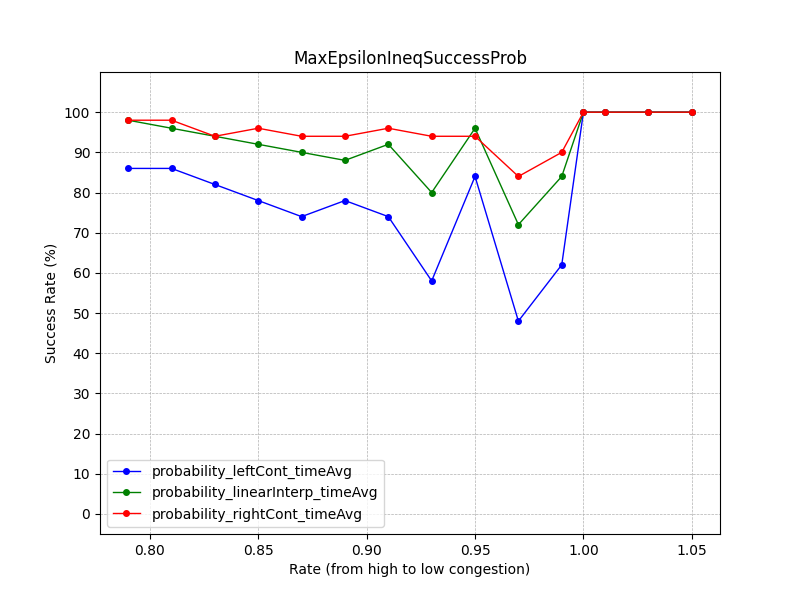 MaxEpsilonIneqSuccessProb
Success Rate (%)
100
90
80
70
60
50
40
30
20
10
0
probability_leftCont_timeAvg
probability_linearInterp_timeAvg
probability_rightCont_timeAvg
0.80 0.85 0.90 0.95 1.00 1.05
Rate (from high to low congestion)